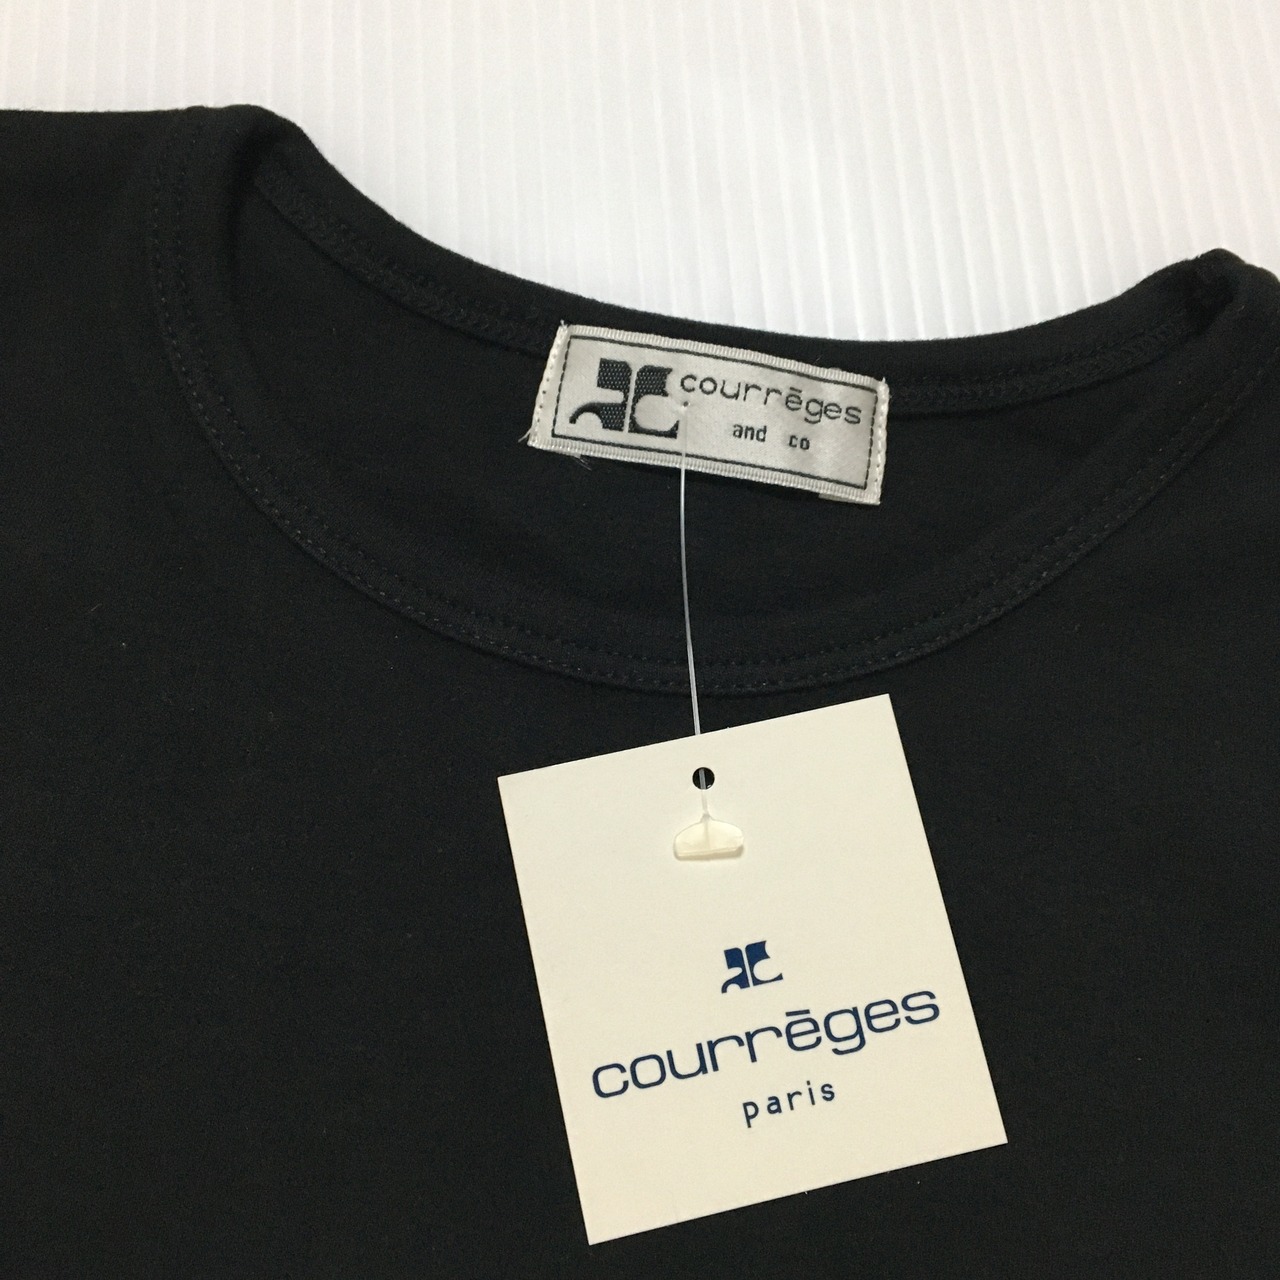 courrēges
and co
courrēges
paris